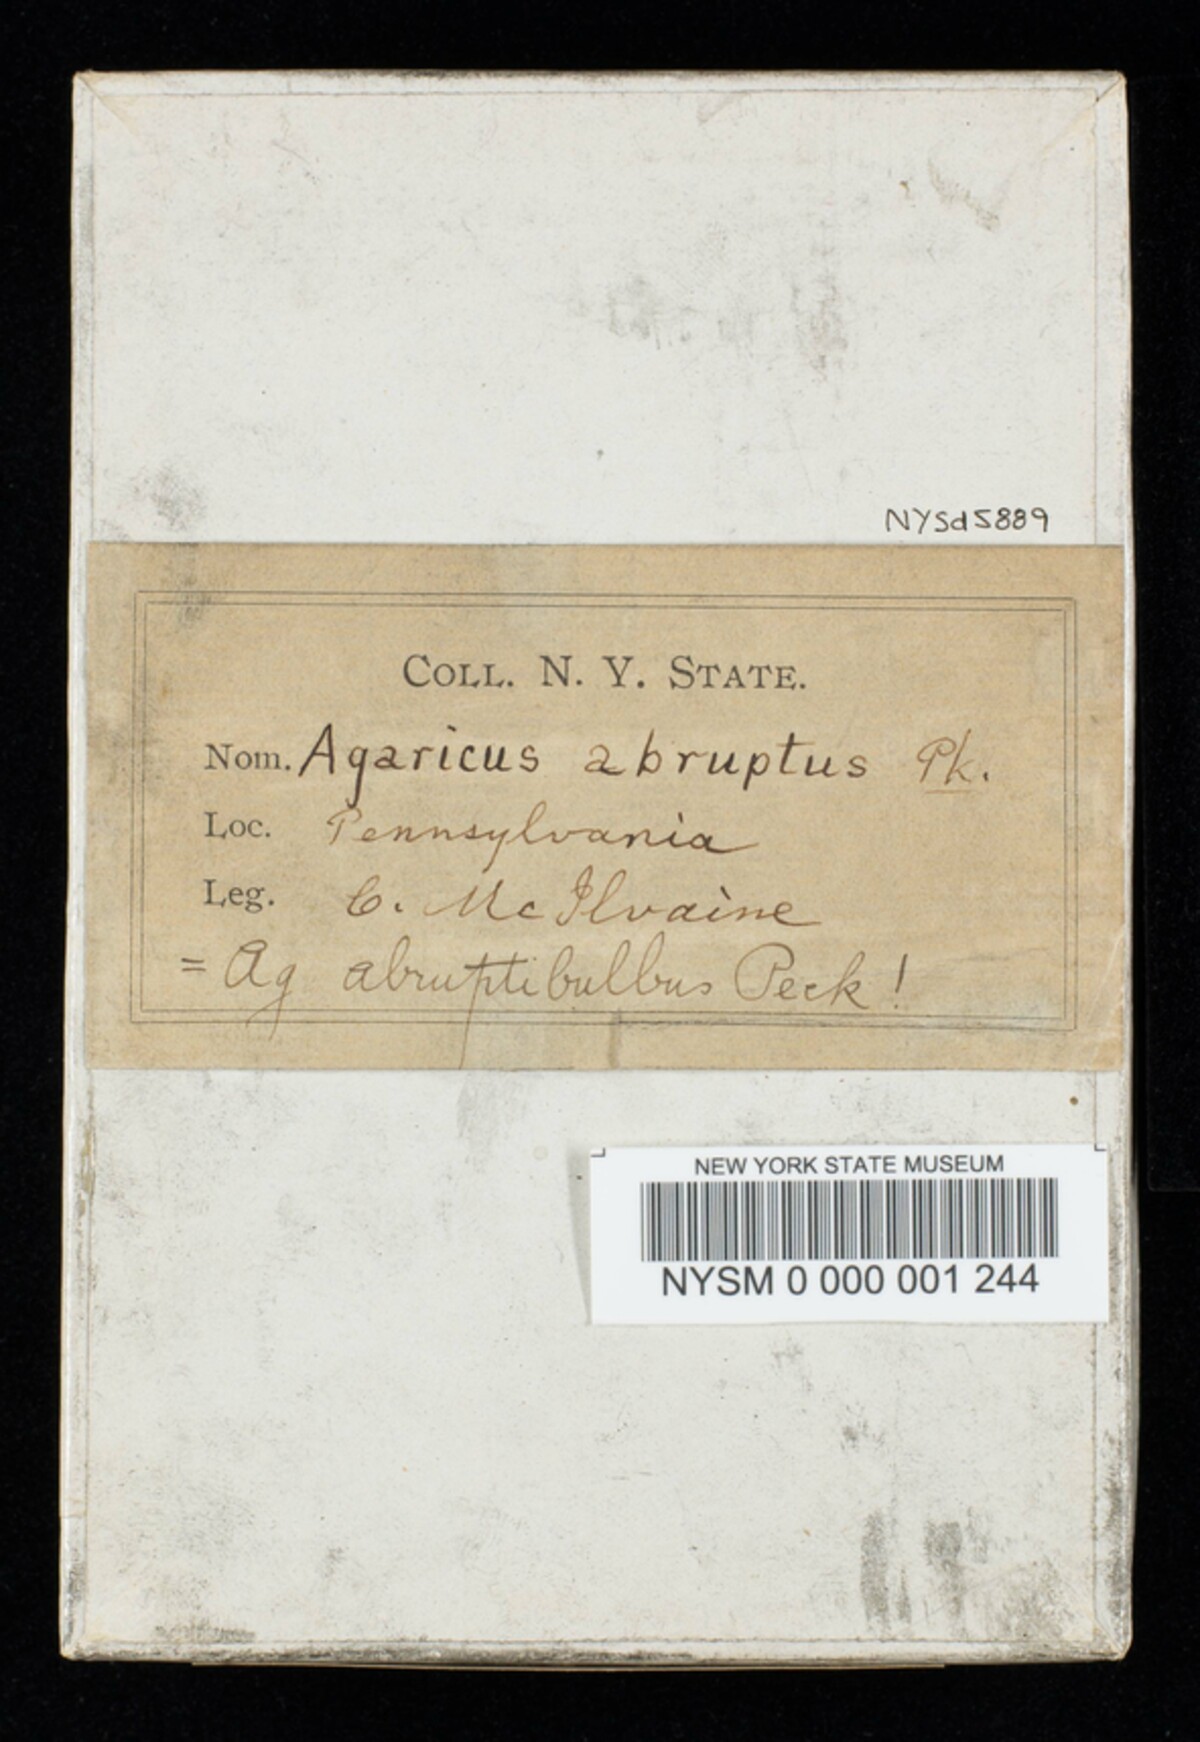 NYSd5889
COLL. N. Y. STATE.
Nom. Agaricus abruptus Pk.
Loc. Pennsylvania
Leg. C. McIlvaine
= Ag abruptibulbus Peck!
NEW YORK STATE MUSEUM
NYSM 0 000 001 244